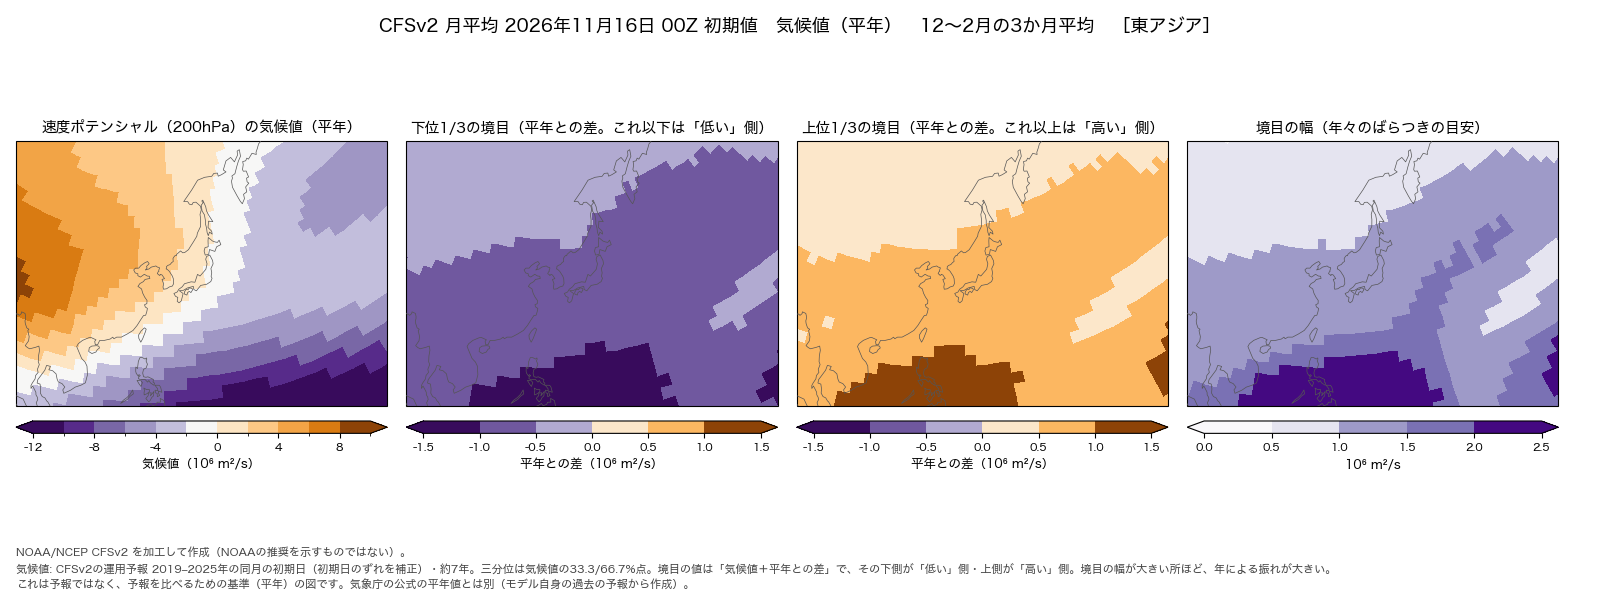 CFSv2 月平均 2026年11月16日 00Z 初期値　気候値（平年）　12～2月の3か月平均　［東アジア］
速度ポテンシャル（200hPa）の気候値（平年）
下位1/3の境目（平年との差。これ以下は「低い」側）
上位1/3の境目（平年との差。これ以上は「高い」側）
境目の幅（年々のばらつきの目安）
-12 -8 -4 0 4 8
気候値（10⁶ m²/s）
-1.5 -1.0 -0.5 0.0 0.5 1.0 1.5
平年との差（10⁶ m²/s）
-1.5 -1.0 -0.5 0.0 0.5 1.0 1.5
平年との差（10⁶ m²/s）
0.0 0.5 1.0 1.5 2.0 2.5
10⁶ m²/s
NOAA/NCEP CFSv2 を加工して作成（NOAAの推奨を示すものではない）。
気候値: CFSv2の運用予報 2019–2025年の同月の初期日（初期日のずれを補正）・約7年。三分位は気候値の33.3/66.7%点。境目の値は「気候値＋平年との差」で、その下側が「低い」側・上側が「高い」側。境目の幅が大きい所ほど、年による振れが大きい。
これは予報ではなく、予報を比べるための基準（平年）の図です。気象庁の公式の平年値とは別（モデル自身の過去の予報から作成）。